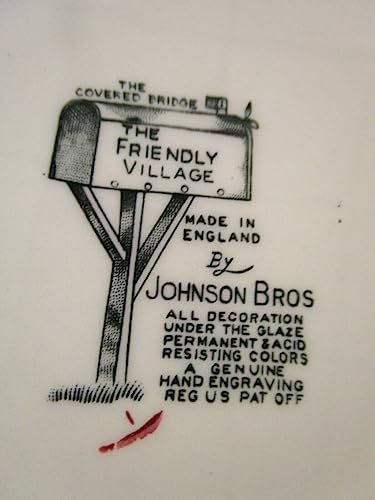 THE
COVERED BRIDGE
THE
FRIENDLY
VILLAGE
MADE IN
ENGLAND
By
JOHNSON BROS
ALL DECORATION
UNDER THE GLAZE
PERMANENT & ACID
RESISTING COLORS
A GENUINE
HAND ENGRAVING
REG US PAT OFF